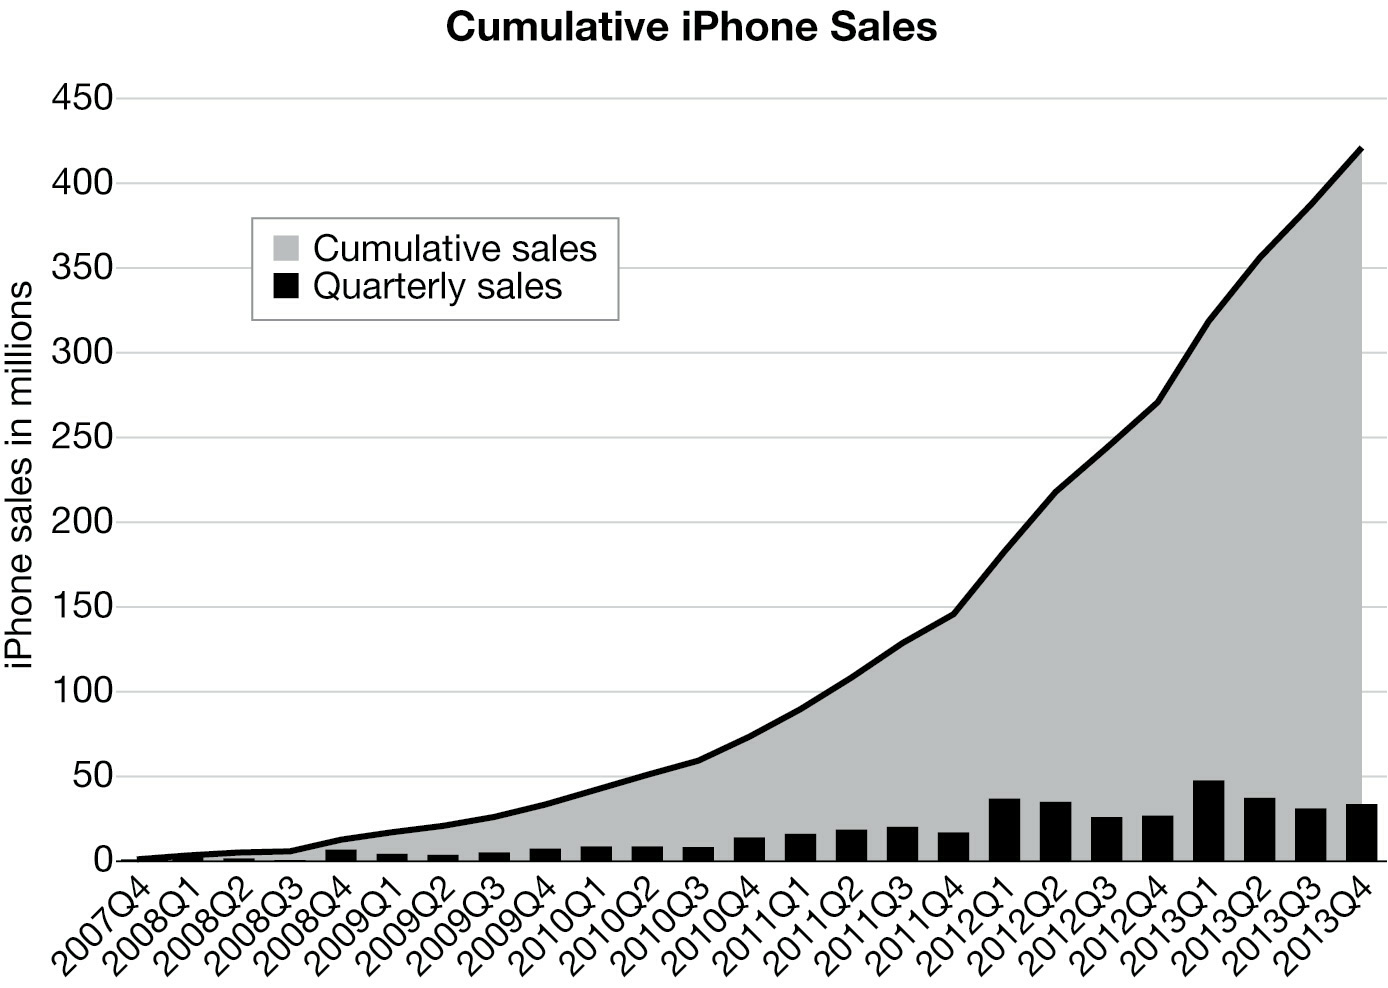 Cumulative iPhone Sales
450
400
350
300
250
200
150
100
50
0
iPhone sales in millions
Cumulative sales
Quarterly sales
2007Q4
2008Q1
2008Q2
2008Q3
2008Q4
2009Q1
2009Q2
2009Q3
2009Q4
2010Q1
2010Q2
2010Q3
2010Q4
2011Q1
2011Q2
2011Q3
2011Q4
2012Q1
2012Q2
2012Q3
2012Q4
2013Q1
2013Q2
2013Q3
2013Q4